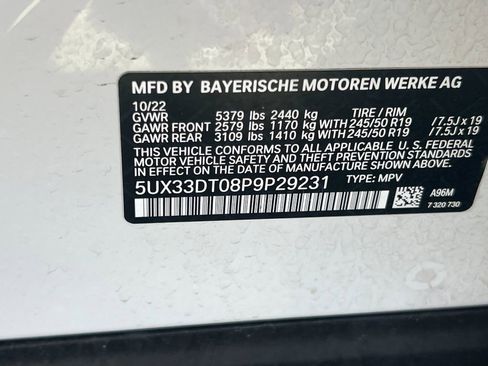 MFD BY BAYERISCHE MOTOREN WERKE AG
10/22
GVWR 5379 lbs 2440 kg TIRE / RIM
GAWR FRONT 2579 lbs 1170 kg WITH 245/50 R19 /7.5J x 19
GAWR REAR 3109 lbs 1410 kg WITH 245/50 R19 /7.5J x 19
THIS VEHICLE CONFORMS TO ALL APPLICABLE U. S. FEDERAL
MOTOR VEHICLE SAFETY STANDARDS
IN EFFECT ON THE DATE OF MANUFACTURE SHOWN ABOVE.
5UX33DT08P9P29231 TYPE: MPV
A96M
7 320 730